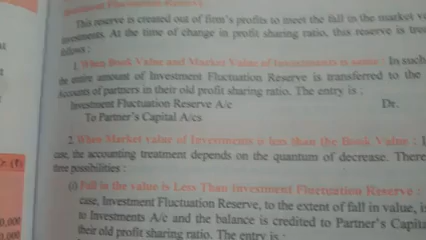 Investment Fluctuation Reserve
This reserve is created out of firm's profits to meet the fall in the market v
investments. At the time of change in profit sharing ratio, this reserve is trea
follows :
1. When Book Value and Market Value of Investments is same : In such
the entire amount of Investment Fluctuation Reserve is transferred to the
Accounts of partners in their old profit sharing ratio. The entry is :
Investment Fluctuation Reserve A/c Dr.
To Partner's Capital A/cs
2. When Market value of Investments is less than the Book Value : I
case, the accounting treatment depends on the quantum of decrease. There
three possibilities :
(i) Fall in the value is Less Than Investment Fluctuation Reserve :
case, Investment Fluctuation Reserve, to the extent of fall in value, i
to Investments A/c and the balance is credited to Partner's Capita
their old profit sharing ratio. The entry is :
0,000